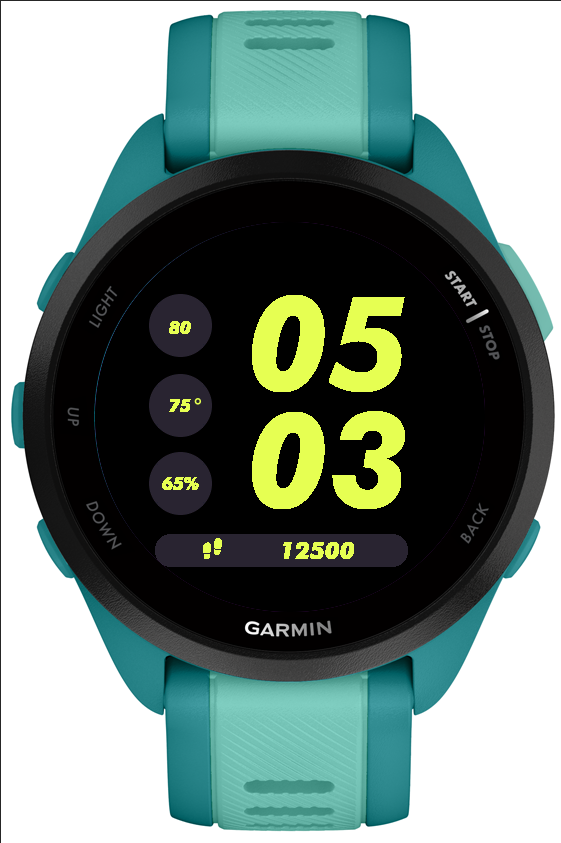 START
STOP
LIGHT
UP
DOWN
BACK
80
75°
65%
05
03
12500
GARMIN